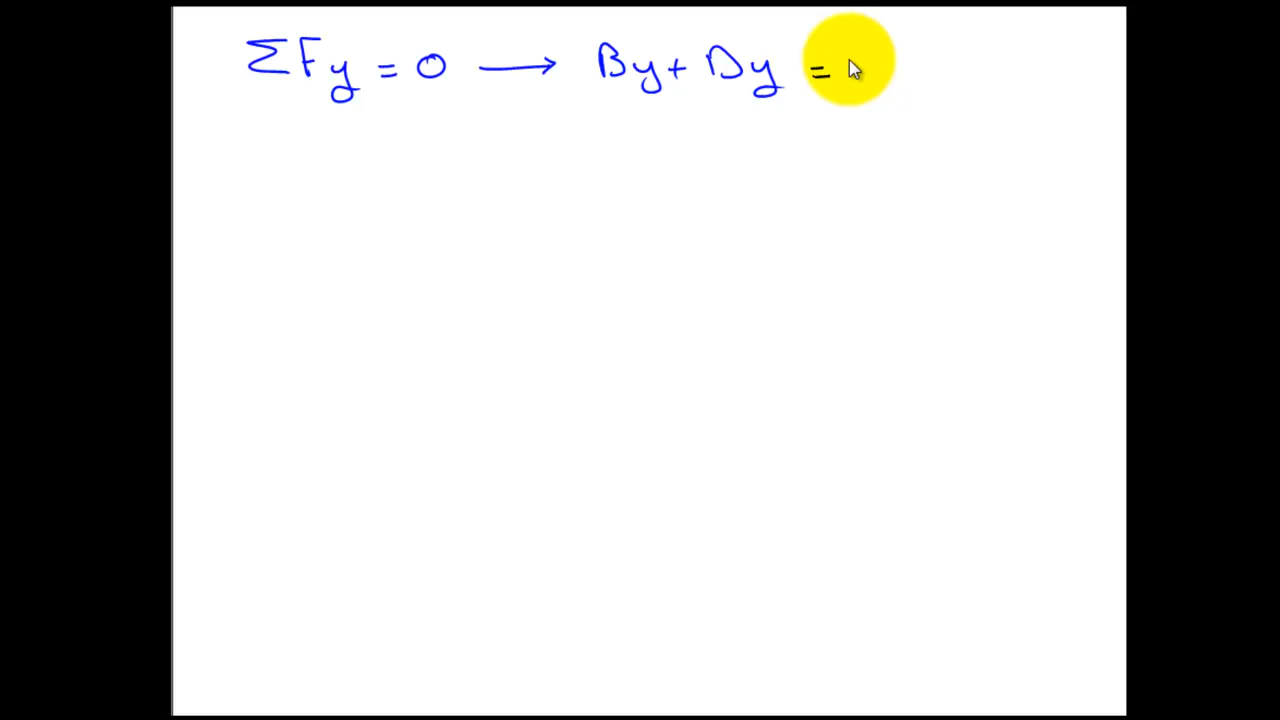 ΣFy = 0 → By + Dy =